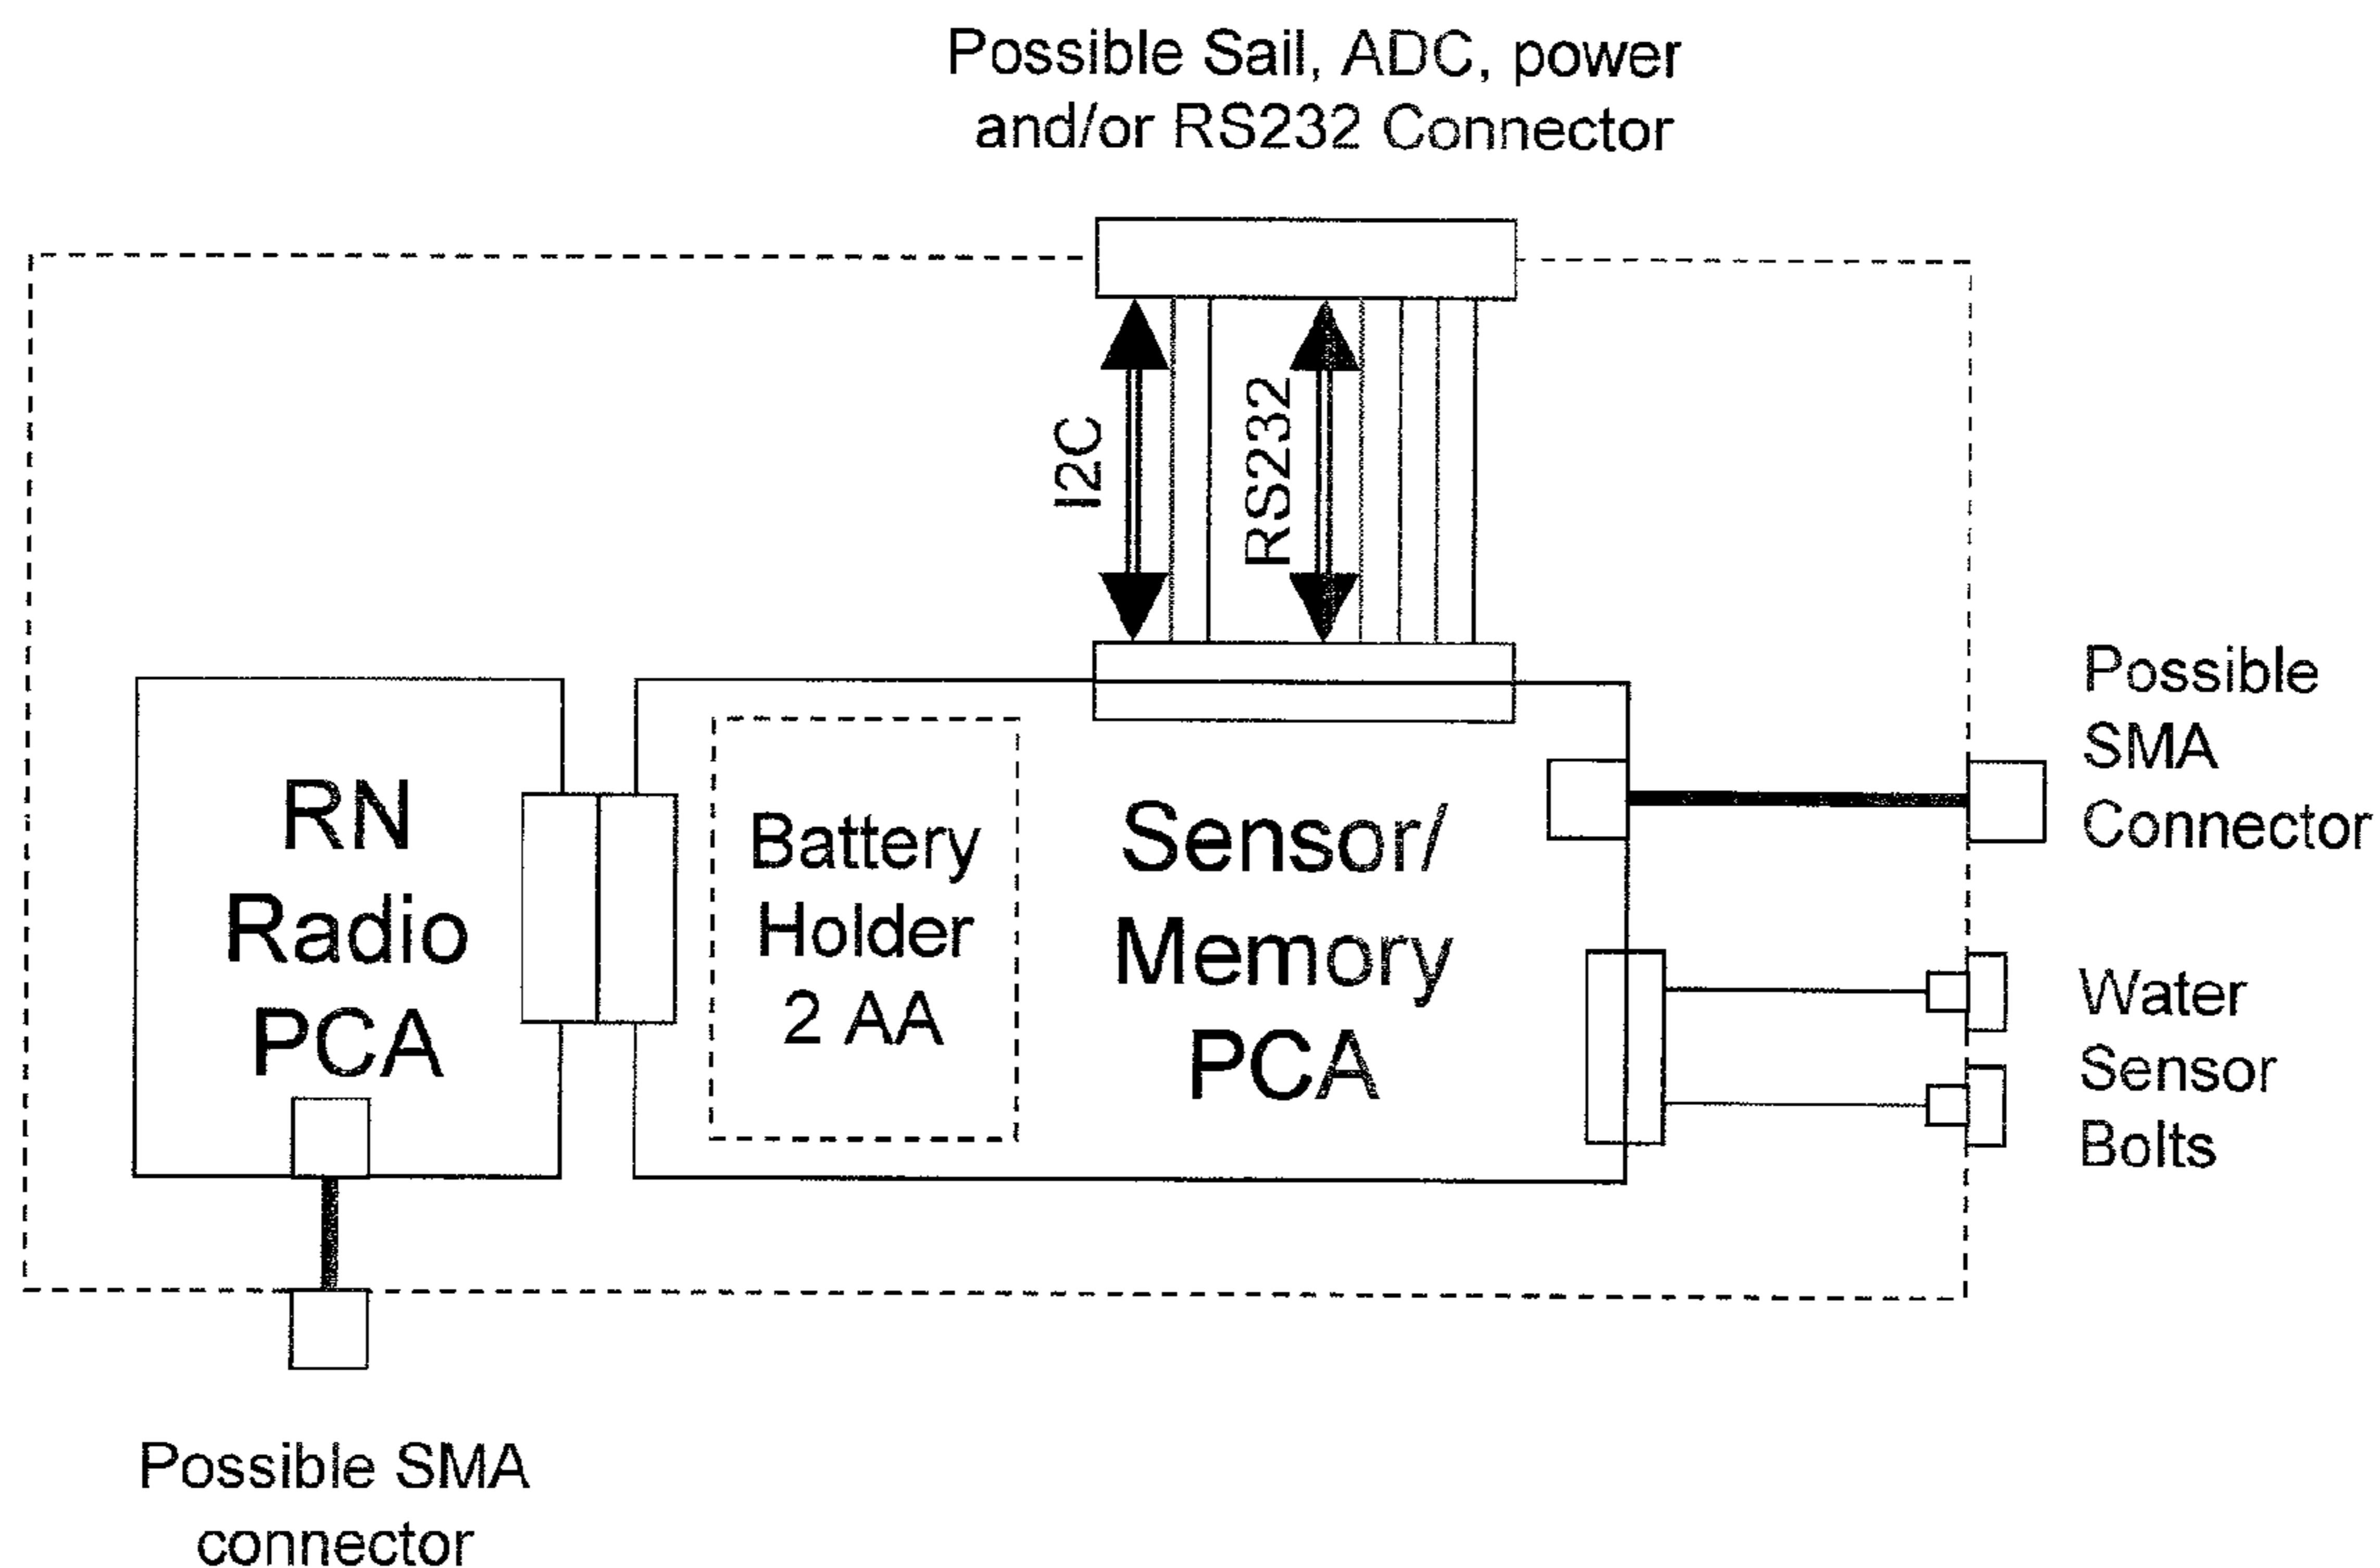 Possible Sail, ADC, power
and/or RS232 Connector
I2C
RS232
RN
Radio
PCA
Battery
Holder
2 AA
Sensor/
Memory
PCA
Possible
SMA
Connector
Water
Sensor
Bolts
Possible SMA
connector